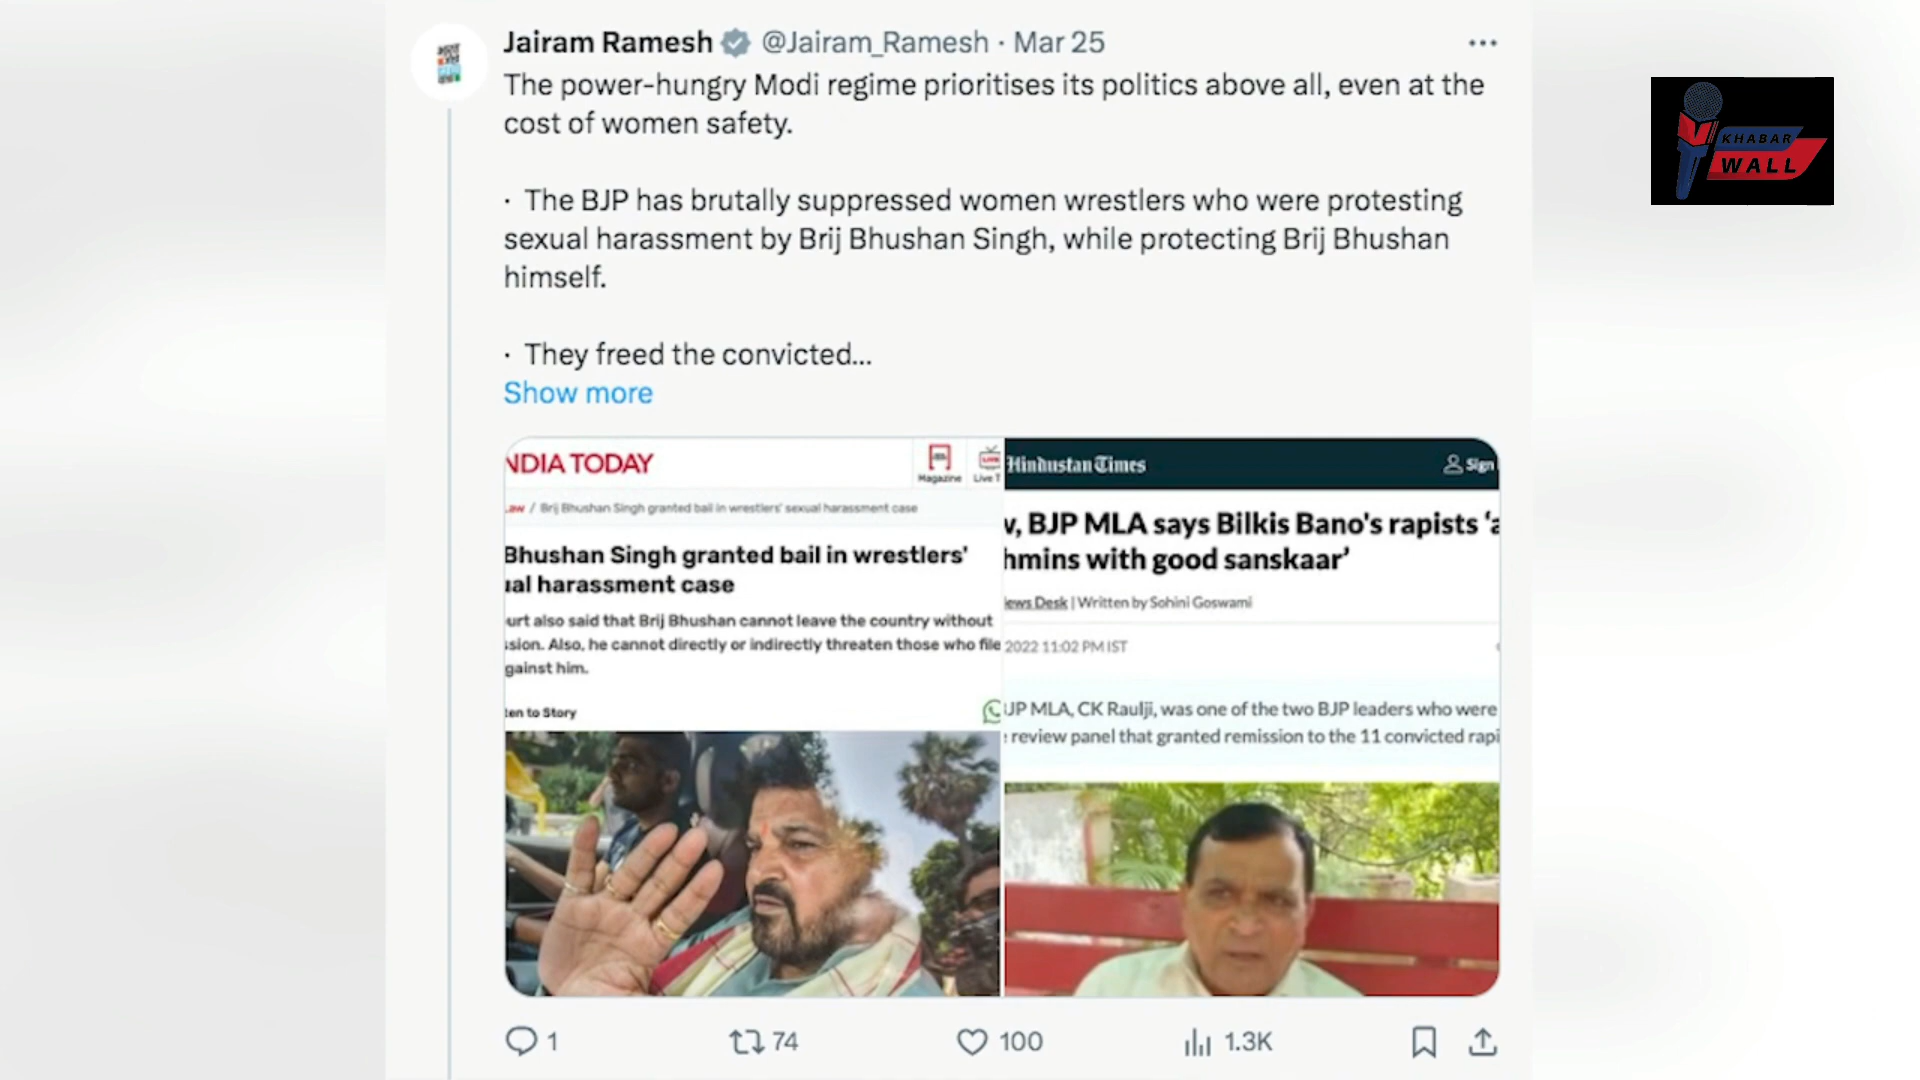 Jairam Ramesh @Jairam_Ramesh · Mar 25
The power-hungry Modi regime prioritises its politics above all, even at the
cost of women safety.
· The BJP has brutally suppressed women wrestlers who were protesting
sexual harassment by Brij Bhushan Singh, while protecting Brij Bhushan
himself.
· They freed the convicted...
Show more
KHABAR
WALL
NDIA TODAY
Magazine
Live T
aw / Brij Bhushan Singh granted bail in wrestlers' sexual harassment case
Bhushan Singh granted bail in wrestlers'
ual harassment case
urt also said that Brij Bhushan cannot leave the country without
ssion. Also, he cannot directly or indirectly threaten those who file
gainst him.
ten to Story
Hindustan Times
Sign
v, BJP MLA says Bilkis Bano's rapists ‘a
hmins with good sanskaar’
ews Desk | Written by Sohini Goswami
2022 11:02 PM IST
JP MLA, CK Raulji, was one of the two BJP leaders who were
review panel that granted remission to the 11 convicted rapi
1
74
100
1.3K